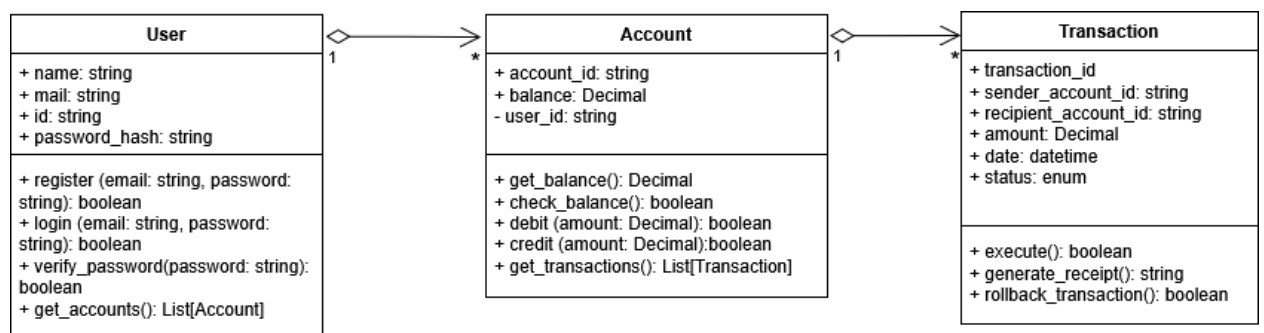 User
+ name: string
+ mail: string
+ id: string
+ password_hash: string
+ register (email: string, password:
string): boolean
+ login (email: string, password:
string): boolean
+ verify_password(password: string):
boolean
+ get_accounts(): List[Account]
1
*
Account
+ account_id: string
+ balance: Decimal
- user_id: string
+ get_balance(): Decimal
+ check_balance(): boolean
+ debit (amount: Decimal): boolean
+ credit (amount: Decimal):boolean
+ get_transactions(): List[Transaction]
1
*
Transaction
+ transaction_id
+ sender_account_id: string
+ recipient_account_id: string
+ amount: Decimal
+ date: datetime
+ status: enum
+ execute(): boolean
+ generate_receipt(): string
+ rollback_transaction(): boolean